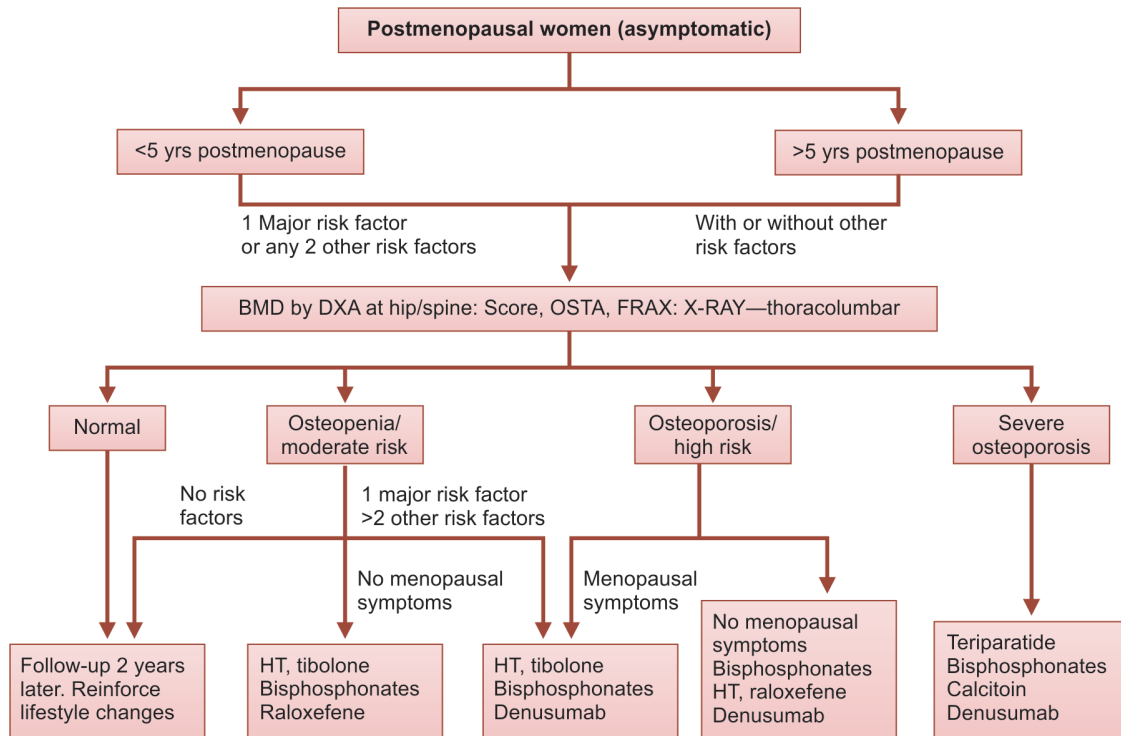 Postmenopausal women (asymptomatic)
<5 yrs postmenopause
>5 yrs postmenopause
1 Major risk factor
or any 2 other risk factors
With or without other
risk factors
BMD by DXA at hip/spine: Score, OSTA, FRAX: X-RAY—thoracolumbar
Normal
Osteopenia/
moderate risk
Osteoporosis/
high risk
Severe
osteoporosis
No risk
factors
1 major risk factor
>2 other risk factors
No menopausal
symptoms
Menopausal
symptoms
Follow-up 2 years
later. Reinforce
lifestyle changes
HT, tibolone
Bisphosphonates
Raloxefene
HT, tibolone
Bisphosphonates
Denusumab
No menopausal
symptoms
Bisphosphonates
HT, raloxefene
Denusumab
Teriparatide
Bisphosphonates
Calcitoin
Denusumab